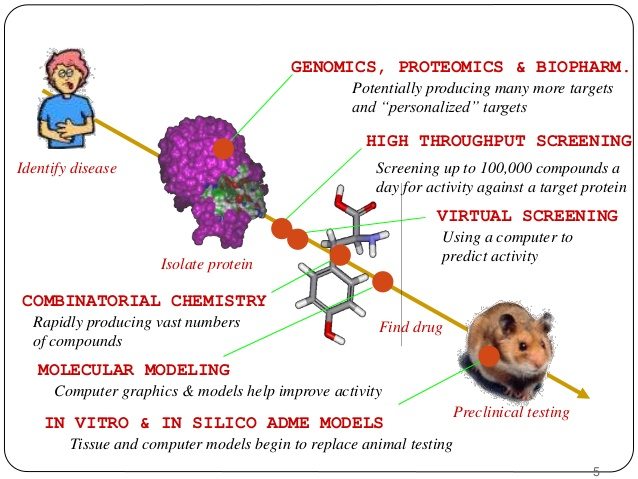 GENOMICS, PROTEOMICS & BIOPHARM.
Potentially producing many more targets
and “personalized” targets
HIGH THROUGHPUT SCREENING
Identify disease
Screening up to 100,000 compounds a
day for activity against a target protein
VIRTUAL SCREENING
Using a computer to
predict activity
Isolate protein
COMBINATORIAL CHEMISTRY
Rapidly producing vast numbers
of compounds
Find drug
MOLECULAR MODELING
Computer graphics & models help improve activity
Preclinical testing
IN VITRO & IN SILICO ADME MODELS
Tissue and computer models begin to replace animal testing
5